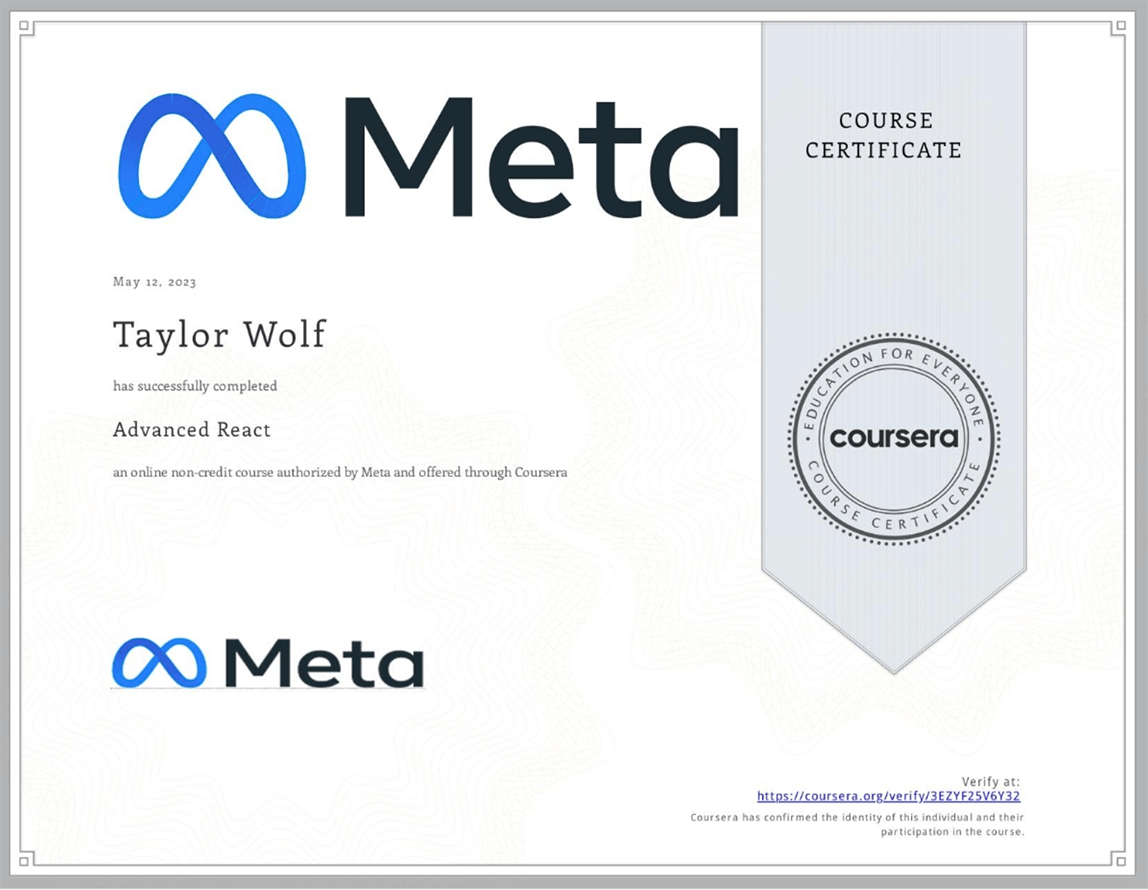 Meta
COURSE
CERTIFICATE
May 12, 2023
Taylor Wolf
has successfully completed
Advanced React
an online non-credit course authorized by Meta and offered through Coursera
EDUCATION FOR EVERYONE
coursera
COURSE CERTIFICATE
Meta
Verify at:
https://coursera.org/verify/3EZYF25V6Y32
Coursera has confirmed the identity of this individual and their
participation in the course.